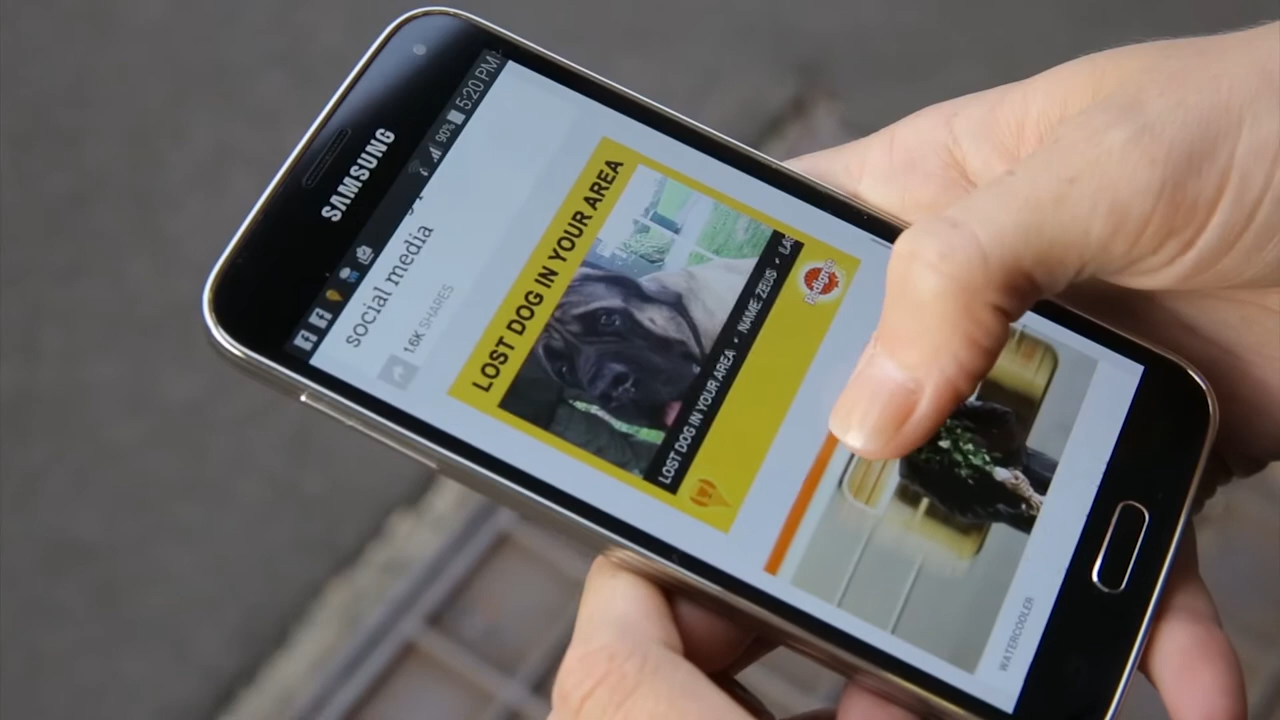 SAMSUNG
90% 5:20 PM
social media
1.6K SHARES
LOST DOG IN YOUR AREA
LOST DOG IN YOUR AREA • NAME: ZEUS •
Pedigree
WATERCOOLER